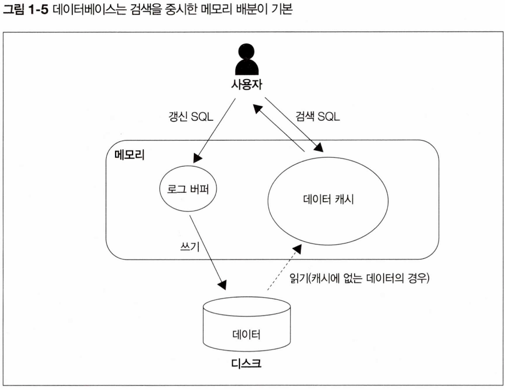 그림 1-5 데이터베이스는 검색을 중시한 메모리 배분이 기본
사용자
갱신 SQL
검색 SQL
메모리
로그 버퍼
데이터 캐시
쓰기
읽기(캐시에 없는 데이터의 경우)
데이터
디스크